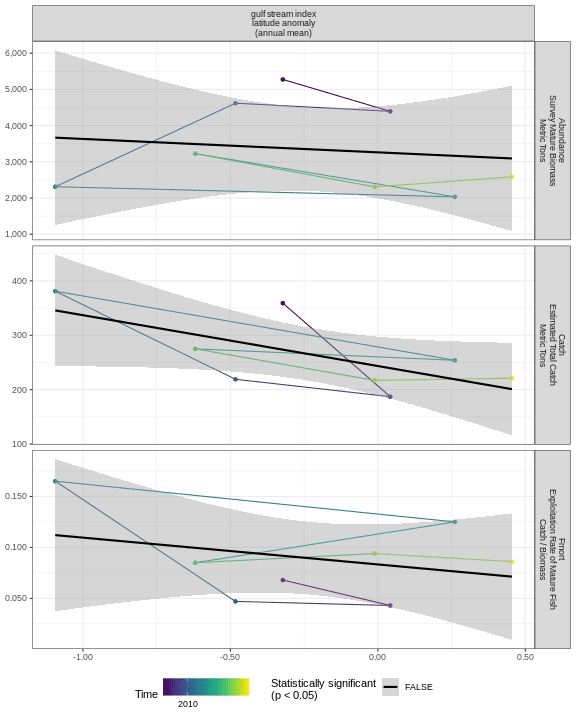 gulf stream index
latitude anomaly
(annual mean)
6,000
5,000
4,000
3,000
2,000
1,000
Abundance
Survey Mature Biomass
Metric Tons
400
300
200
100
Catch
Estimated Total Catch
Metric Tons
0.150
0.100
0.050
Fmort
Exploitation Rate of Mature Fish
Catch / Biomass
-1.00
-0.50
0.00
0.50
Time
2010
Statistically significant
(p < 0.05)
FALSE